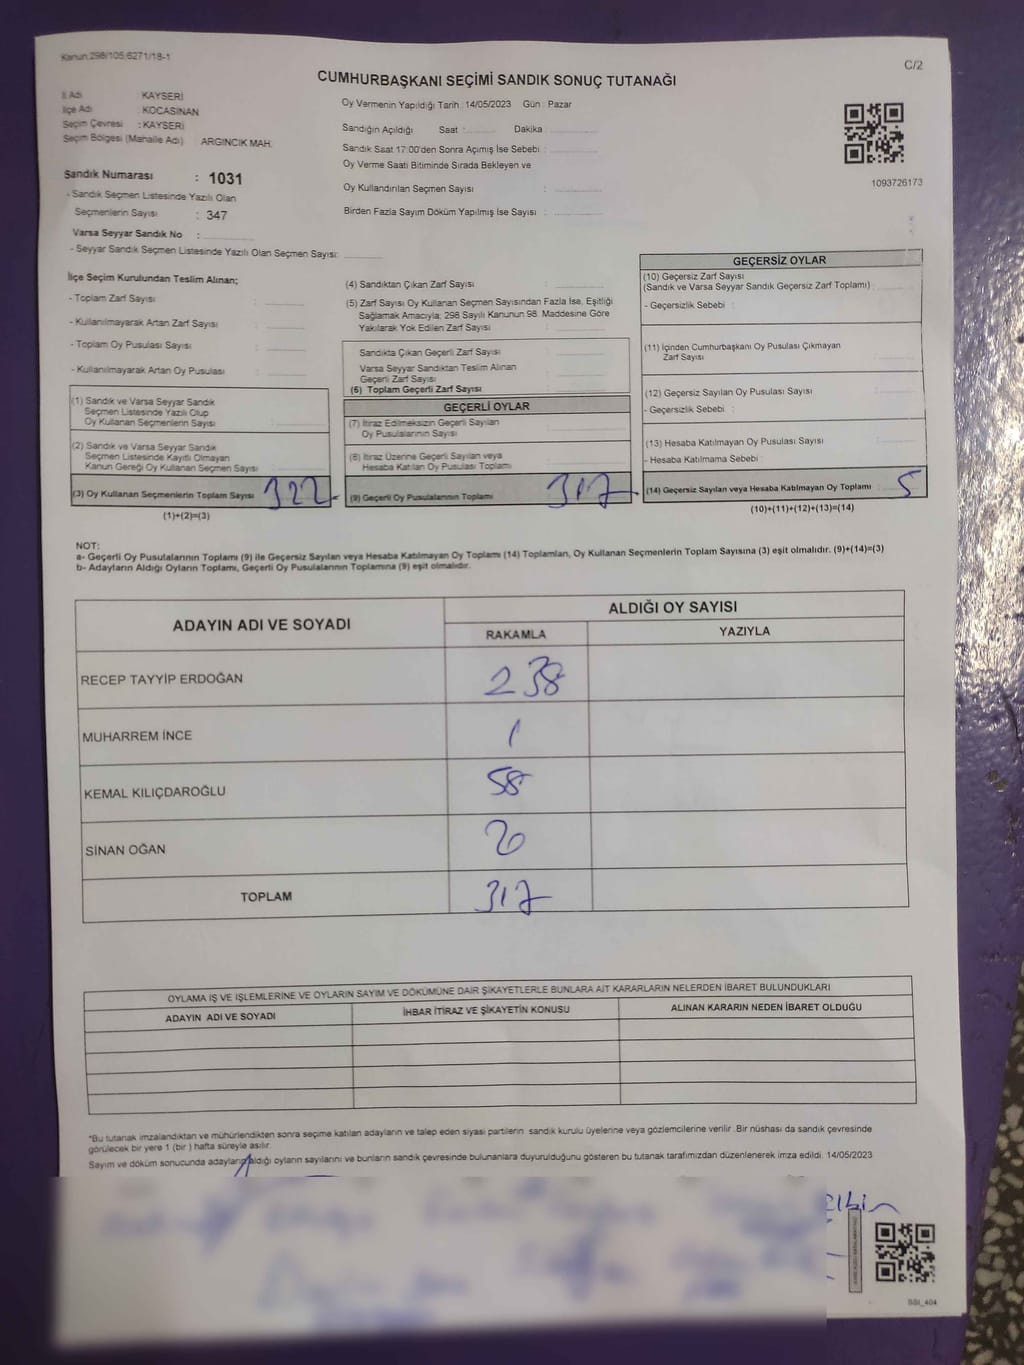 Kanun:298/105;6271/18-1
C/2
CUMHURBAŞKANI SEÇİMİ SANDIK SONUÇ TUTANAĞI
İl Adı : KAYSERİ
İlçe Adı : KOCASİNAN
Seçim Çevresi : KAYSERİ
Seçim Bölgesi (Mahalle Adı) ARGINCIK MAH.
Sandık Numarası : 1031
- Sandık Seçmen Listesinde Yazılı Olan
Seçmenlerin Sayısı : 347
Varsa Seyyar Sandık No :
- Seyyar Sandık Seçmen Listesinde Yazılı Olan Seçmen Sayısı:
Oy Vermenin Yapıldığı Tarih : 14/05/2023 Gün : Pazar
Sandığın Açıldığı Saat : Dakika :
Sandık Saat 17:00'den Sonra Açımış İse Sebebi :
Oy Verme Saati Bitiminde Sırada Bekleyen ve
Oy Kullandırılan Seçmen Sayısı :
Birden Fazla Sayım Döküm Yapılmış İse Sayısı :
1093726173
İlçe Seçim Kurulundan Teslim Alınan;
- Toplam Zarf Sayısı :
- Kullanılmayarak Artan Zarf Sayısı :
- Toplam Oy Pusulası Sayısı :
- Kullanılmayarak Artan Oy Pusulası :
(1) Sandık ve Varsa Seyyar Sandık
Seçmen Listesinde Yazılı Olup
Oy Kullanan Seçmenlerin Sayısı :
(2) Sandık ve Varsa Seyyar Sandık
Seçmen Listesinde Kayıtlı Olmayan
Kanun Gereği Oy Kullanan Seçmen Sayısı :
(3) Oy Kullanan Seçmenlerin Toplam Sayısı 322
(1)+(2)=(3)
(4) Sandıktan Çıkan Zarf Sayısı :
(5) Zarf Sayısı Oy Kullanan Seçmen Sayısından Fazla İse, Eşitliği
Sağlamak Amacıyla; 298 Sayılı Kanunun 98. Maddesine Göre
Yakılarak Yok Edilen Zarf Sayısı :
Sandıkta Çıkan Geçerli Zarf Sayısı :
Varsa Seyyar Sandıktan Teslim Alınan
Geçerli Zarf Sayısı :
(6) Toplam Geçerli Zarf Sayısı :
GEÇERLİ OYLAR
(7) İtiraz Edilmeksizin Geçerli Sayılan
Oy Pusulalarının Sayısı :
(8) İtiraz Üzerine Geçerli Sayılan veya
Hesaba Katılan Oy Pusulası Toplamı :
(9) Geçerli Oy Pusulalarının Toplamı 317
GEÇERSİZ OYLAR
(10) Geçersiz Zarf Sayısı
(Sandık ve Varsa Seyyar Sandık Geçersiz Zarf Toplamı) :
- Geçersizlik Sebebi :
(11) İçinden Cumhurbaşkanı Oy Pusulası Çıkmayan
Zarf Sayısı :
(12) Geçersiz Sayılan Oy Pusulası Sayısı :
- Geçersizlik Sebebi :
(13) Hesaba Katılmayan Oy Pusulası Sayısı :
- Hesaba Katılmama Sebebi :
(14) Geçersiz Sayılan veya Hesaba Katılmayan Oy Toplamı : 5
(10)+(11)+(12)+(13)=(14)
NOT:
a- Geçerli Oy Pusulalarının Toplamı (9) ile Geçersiz Sayılan veya Hesaba Katılmayan Oy Toplamı (14) Toplamları, Oy Kullanan Seçmenlerin Toplam Sayısına (3) eşit olmalıdır. (9)+(14)=(3)
b- Adayların Aldığı Oyların Toplamı, Geçerli Oy Pusulalarının Toplamına (9) eşit olmalıdır.
ADAYIN ADI VE SOYADI
ALDIĞI OY SAYISI
RAKAMLA YAZIYLA
RECEP TAYYİP ERDOĞAN 238
MUHARREM İNCE 1
KEMAL KILIÇDAROĞLU 58
SİNAN OĞAN 20
TOPLAM 317
OYLAMA İŞ VE İŞLEMLERİNE VE OYLARIN SAYIM VE DÖKÜMÜNE DAİR ŞİKAYETLERLE BUNLARA AİT KARARLARIN NELERDEN İBARET BULUNDUKLARI
ADAYIN ADI VE SOYADI İHBAR İTİRAZ VE ŞİKAYETİN KONUSU ALINAN KARARIN NEDEN İBARET OLDUĞU
*Bu tutanak imzalandıktan ve mühürlendikten sonra seçime katılan adayların ve talep eden siyasi partilerin sandık kurulu üyelerine veya gözlemcilerine verilir. Bir nüshası da sandık çevresinde
görülecek bir yere 1 (bir) hafta süreyle asılır.
Sayım ve döküm sonucunda adayların aldığı oyların sayılarını ve bunların sandık çevresinde bulunanlara duyurulduğunu gösteren bu tutanak tarafımızdan düzenlenerek imza edildi. 14/05/2023
SSI_404